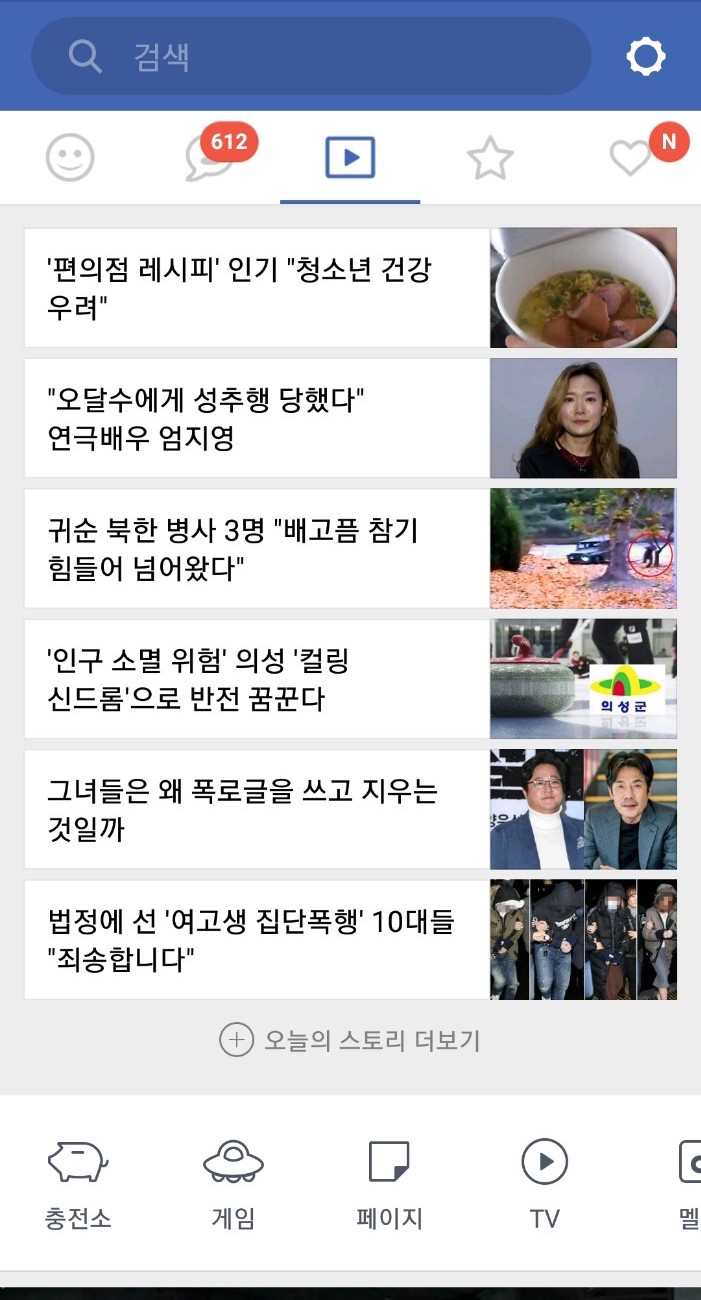 검색
612
N
'편의점 레시피' 인기 "청소년 건강
우려"
"오달수에게 성추행 당했다"
연극배우 엄지영
귀순 북한 병사 3명 "배고픔 참기
힘들어 넘어왔다"
'인구 소멸 위험' 의성 '컬링
신드롬'으로 반전 꿈꾼다
의성군
그녀들은 왜 폭로글을 쓰고 지우는
것일까
법정에 선 '여고생 집단폭행' 10대들
"죄송합니다"
오늘의 스토리 더보기
충전소
게임
페이지
TV
멜